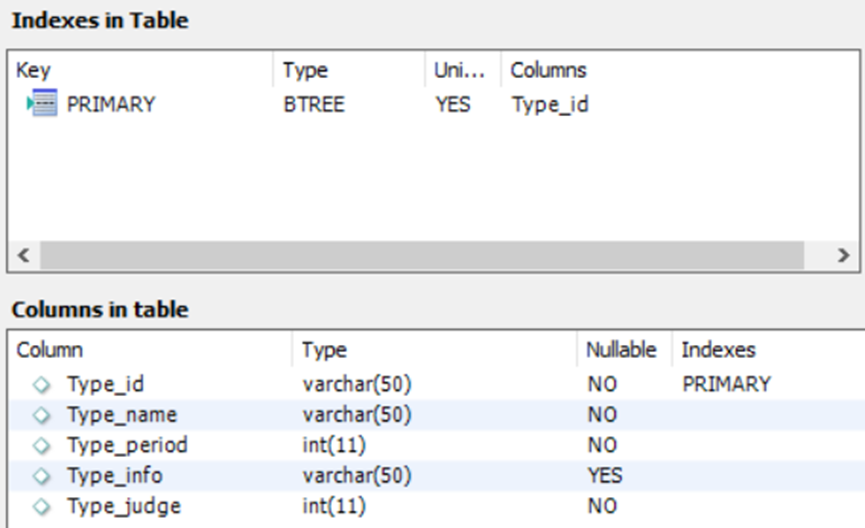 Indexes in Table
Key Type Uni... Columns
PRIMARY BTREE YES Type_id
Columns in table
Column Type Nullable Indexes
Type_id varchar(50) NO PRIMARY
Type_name varchar(50) NO
Type_period int(11) NO
Type_info varchar(50) YES
Type_judge int(11) NO